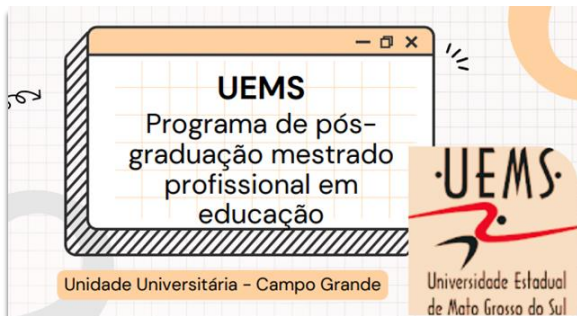 UEMS
Programa de pós-
graduação mestrado
profissional em
educação
Unidade Universitária - Campo Grande
·UEMS·
Universidade Estadual
de Mato Grosso do Sul